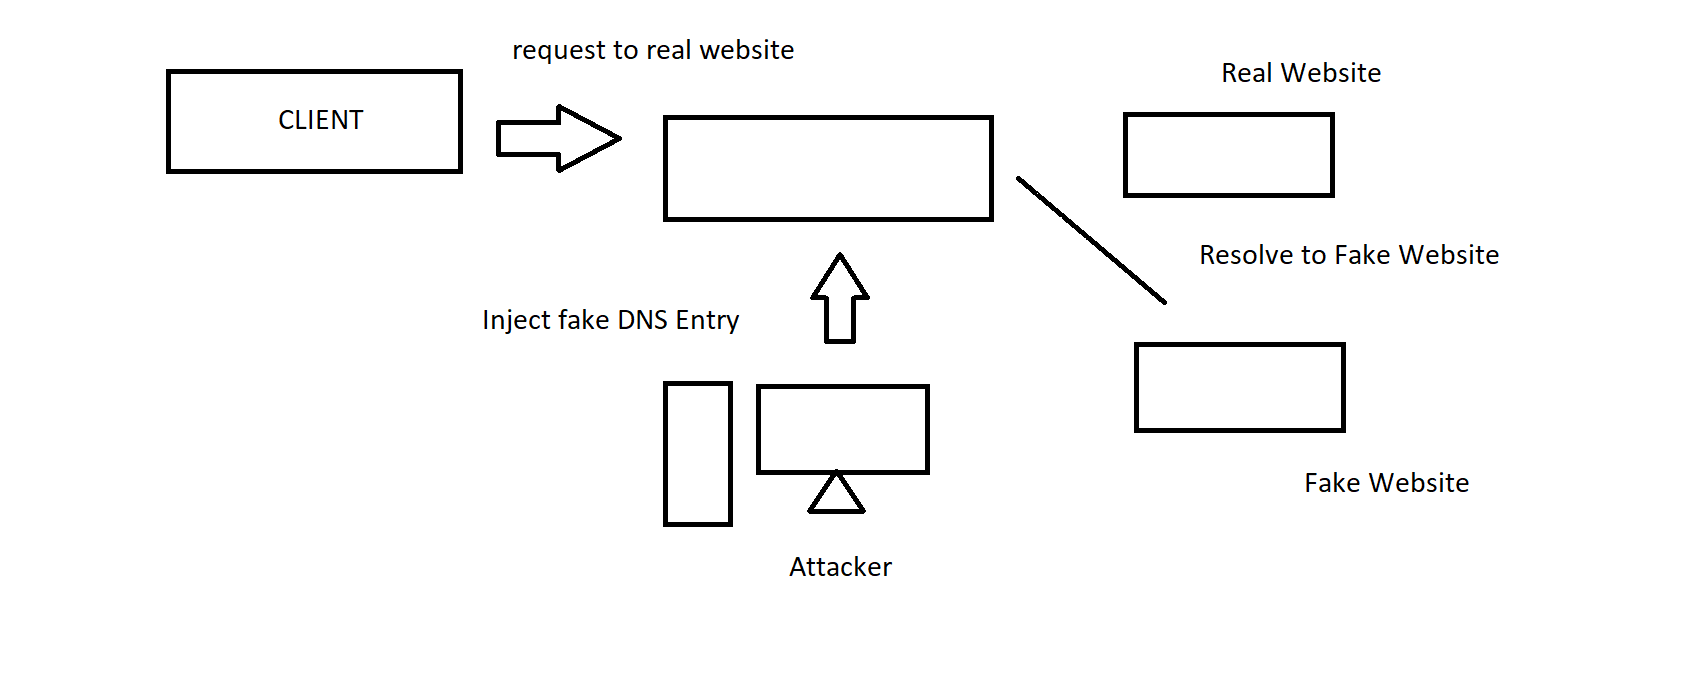 request to real website
Real Website
CLIENT
Resolve to Fake Website
Inject fake DNS Entry
Fake Website
Attacker